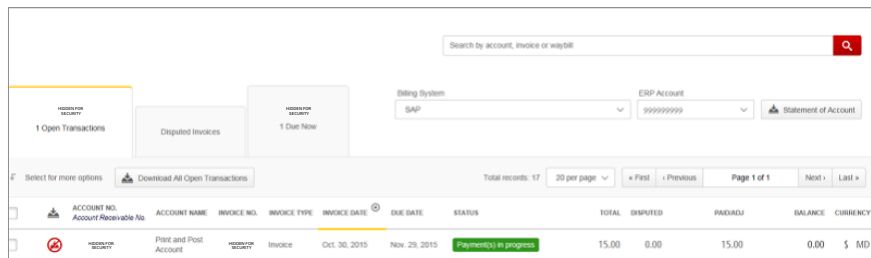 Search by account, invoice or waybill
Billing System
ERP Account
HIDDEN FOR
SECURITY
1 Open Transactions
Disputed Invoices
HIDDEN FOR
SECURITY
1 Due Now
SAP
999999999
Statement of Account
Select for more options
Download All Open Transactions
Total records: 17
20 per page
« First
‹ Previous
Page 1 of 1
Next ›
Last »
ACCOUNT NO.
Account Receivable No.
ACCOUNT NAME
INVOICE NO.
INVOICE TYPE
INVOICE DATE
DUE DATE
STATUS
TOTAL
DISPUTED
PAID/ADJ
BALANCE
CURRENCY
HIDDEN FOR
SECURITY
Print and Post
Account
HIDDEN FOR
SECURITY
Invoice
Oct. 30, 2015
Nov. 29, 2015
Payment(s) in progress
15.00
0.00
15.00
0.00
$ MD